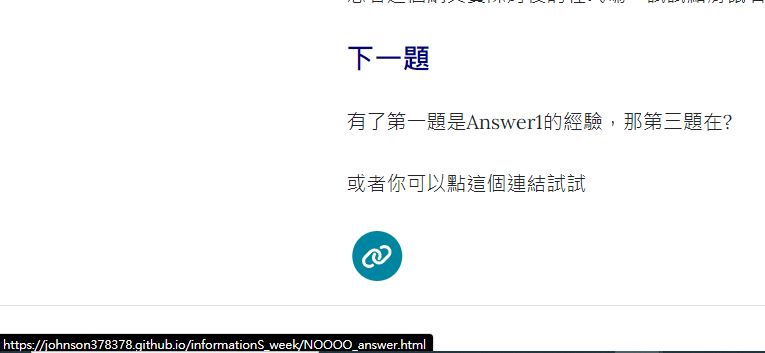 下一題
有了第一題是Answer1的經驗，那第三題在?
或者你可以點這個連結試試
https://johnson378378.github.io/informationS_week/NOOOO_answer.html